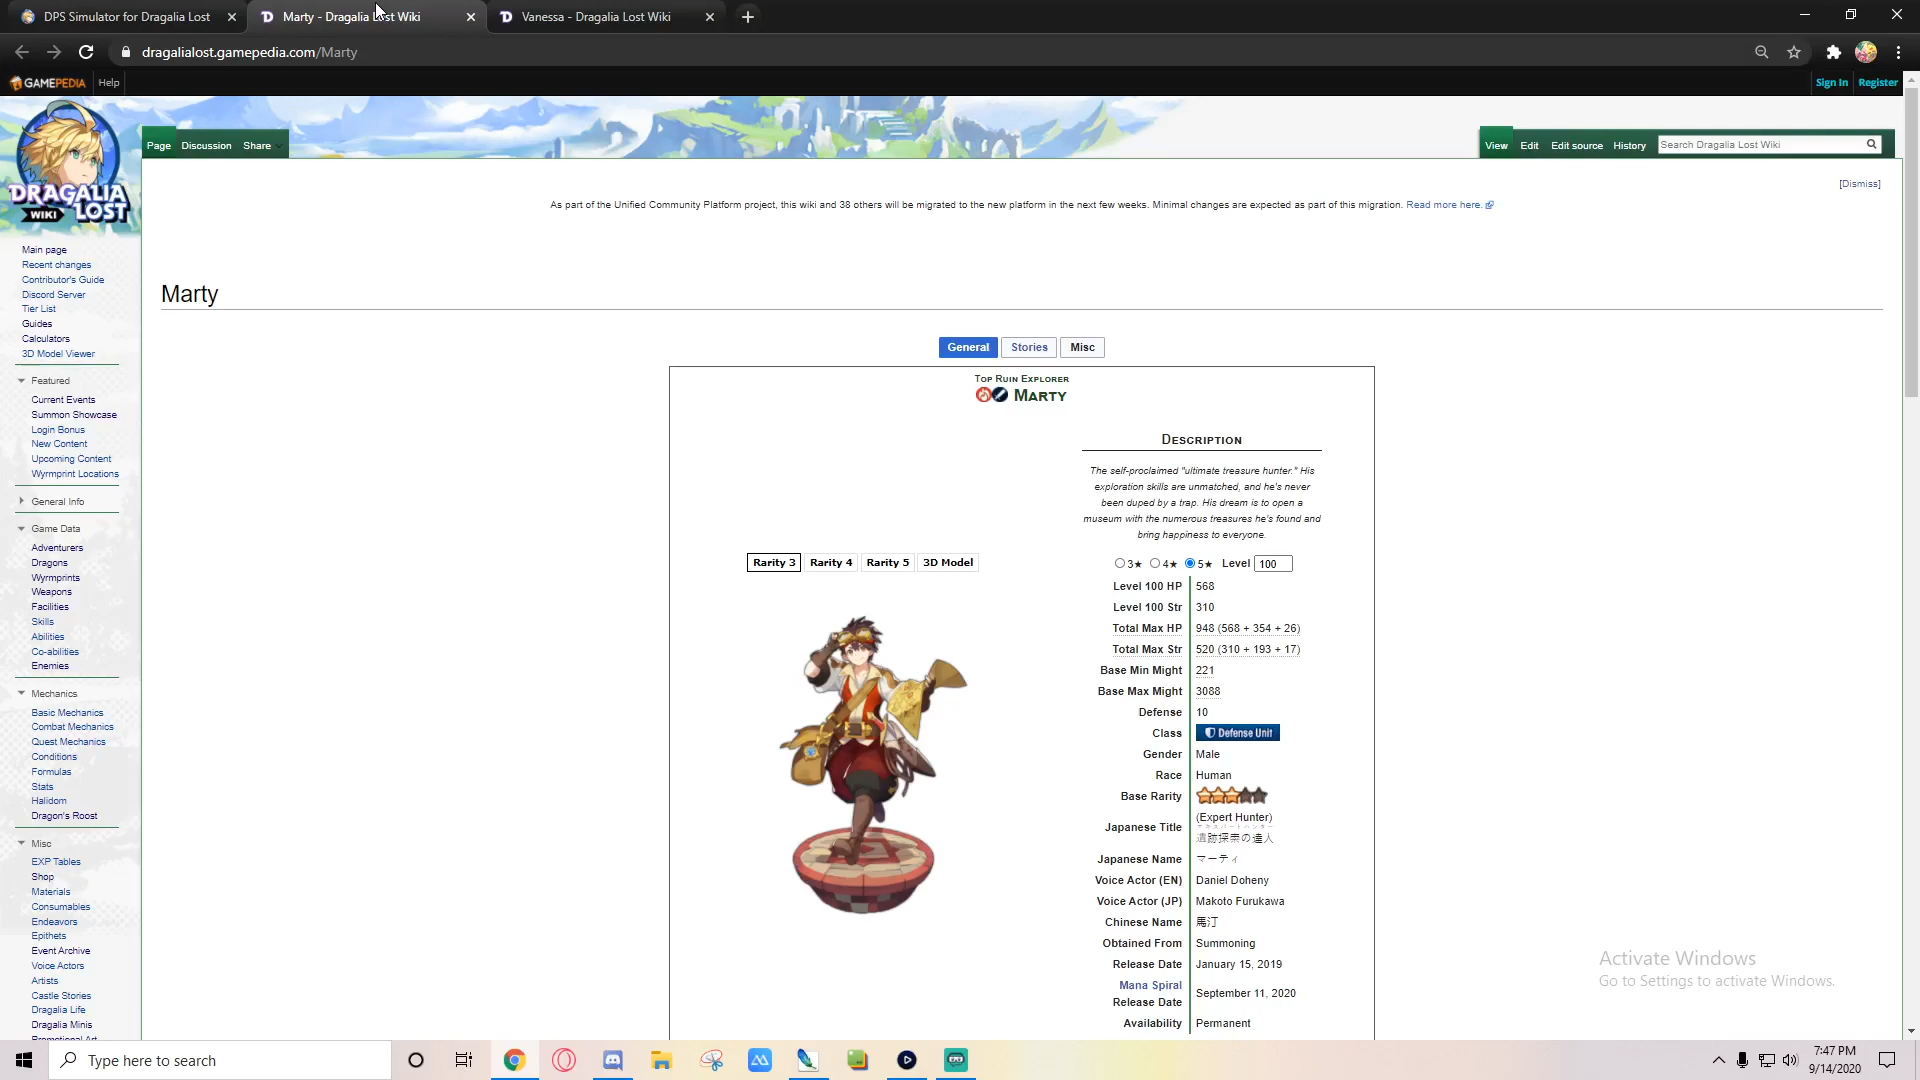 DPS Simulator for Dragalia Lost
Marty - Dragalia Lost Wiki
Vanessa - Dragalia Lost Wiki
dragalialost.gamepedia.com/Marty
GAMEPEDIA
Help
Sign In
Register
DRAGALIA
WIKI
LOST
Page
Discussion
Share
View
Edit
Edit source
History
Search Dragalia Lost Wiki
[Dismiss]
As part of the Unified Community Platform project, this wiki and 38 others will be migrated to the new platform in the next few weeks. Minimal changes are expected as part of this migration. Read more here.
Main page
Recent changes
Contributor's Guide
Discord Server
Tier List
Guides
Calculators
3D Model Viewer
Featured
Current Events
Summon Showcase
Login Bonus
New Content
Upcoming Content
Wyrmprint Locations
General Info
Game Data
Adventurers
Dragons
Wyrmprints
Weapons
Facilities
Skills
Abilities
Co-abilities
Enemies
Mechanics
Basic Mechanics
Combat Mechanics
Quest Mechanics
Conditions
Formulas
Stats
Halidom
Dragon's Roost
Misc
EXP Tables
Shop
Materials
Consumables
Endeavors
Epithets
Event Archive
Voice Actors
Artists
Castle Stories
Dragalia Life
Dragalia Minis
Promotional Art
Marty
General
Stories
Misc
TOP RUIN EXPLORER
MARTY
Rarity 3
Rarity 4
Rarity 5
3D Model
DESCRIPTION
The self-proclaimed "ultimate treasure hunter." His
exploration skills are unmatched, and he's never
been duped by a trap. His dream is to open a
museum with the numerous treasures he's found and
bring happiness to everyone.
3★ 4★ 5★ Level 100
Level 100 HP 568
Level 100 Str 310
Total Max HP 948 (568 + 354 + 26)
Total Max Str 520 (310 + 193 + 17)
Base Min Might 221
Base Max Might 3088
Defense 10
Class Defense Unit
Gender Male
Race Human
Base Rarity
Japanese Title (Expert Hunter)
遺跡探索の達人
Japanese Name マーティ
Voice Actor (EN) Daniel Doheny
Voice Actor (JP) Makoto Furukawa
Chinese Name 馬汀
Obtained From Summoning
Release Date January 15, 2019
Mana Spiral
Release Date September 11, 2020
Availability Permanent
Activate Windows
Go to Settings to activate Windows.
Type here to search
7:47 PM
9/14/2020